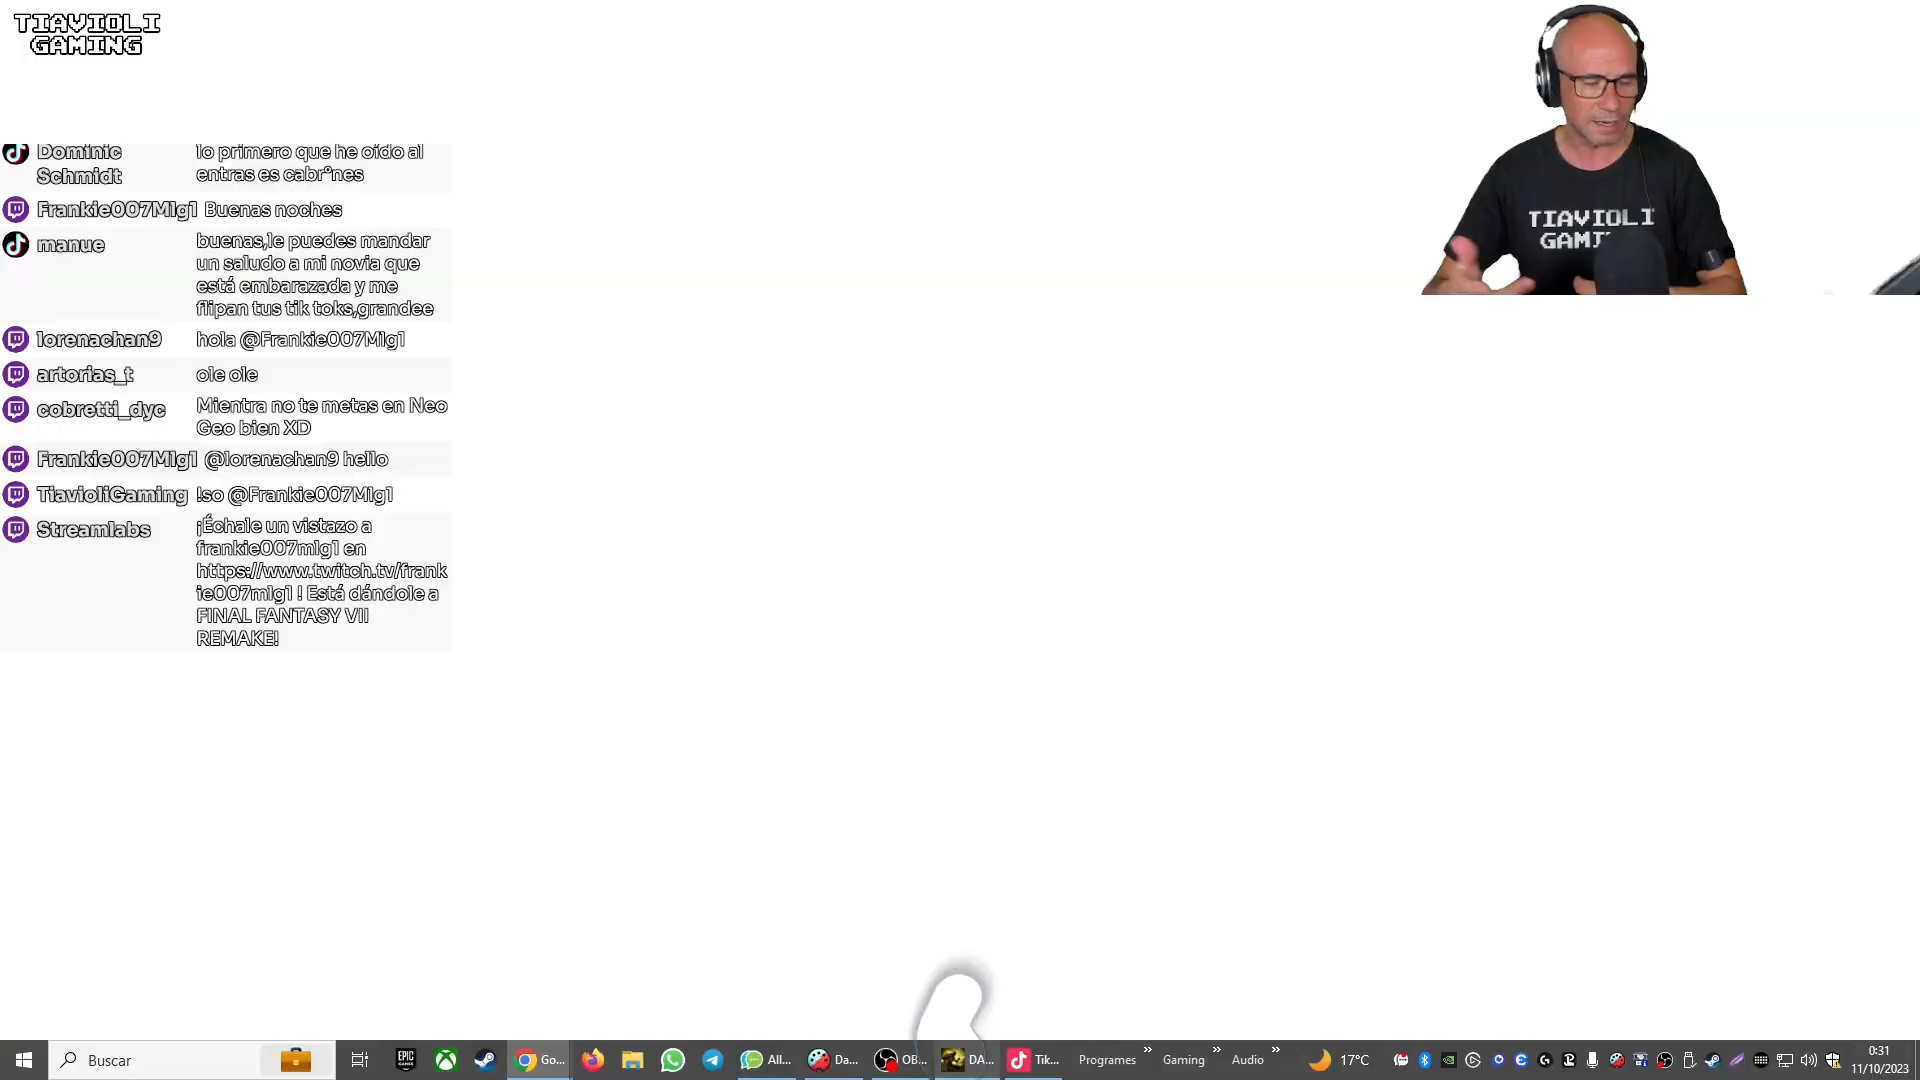 TIAVIOLI
GAMING
Dominic
Schmidt
lo primero que he oido al
entras es cabr*nes
Frankie007Mlg1 Buenas noches
manue
buenas,le puedes mandar
un saludo a mi novia que
está embarazada y me
flipan tus tik toks,grandee
lorenachan9 hola @Frankie007Mlg1
artorias_t ole ole
cobretti_dyc
Mientra no te metas en Neo
Geo bien XD
Frankie007Mlg1 @lorenachan9 hello
TiavioliGaming !so @Frankie007Mlg1
Streamlabs
¡Échale un vistazo a
frankie007mlg1 en
https://www.twitch.tv/frank
ie007mlg1 ! Está dándole a
FINAL FANTASY VII
REMAKE!
TIAVIOLI
Buscar
EPIC
GAMES
Go...
All...
Da...
OB...
DA...
Tik...
Programes
Gaming
Audio
17°C
0:31
11/10/2023